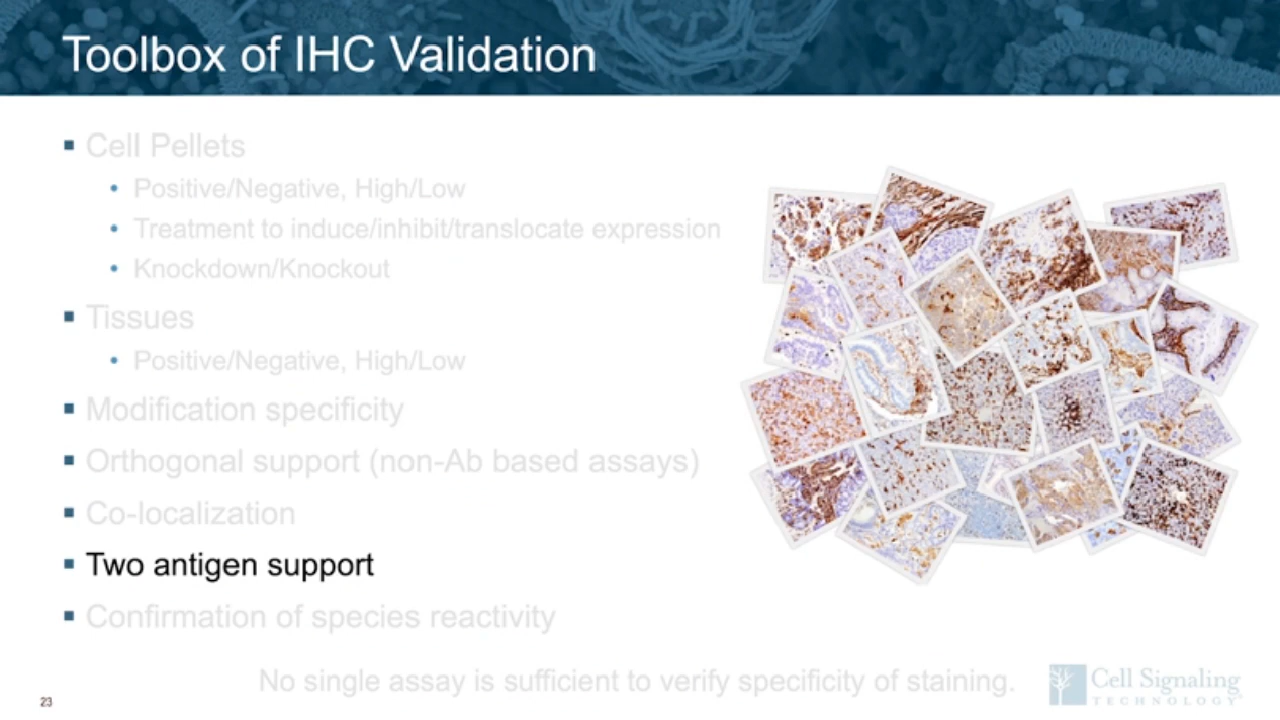 Toolbox of IHC Validation
Cell Pellets
Positive/Negative, High/Low
Treatment to induce/inhibit/translocate expression
Knockdown/Knockout
Tissues
Positive/Negative, High/Low
Modification specificity
Orthogonal support (non-Ab based assays)
Co-localization
Two antigen support
Confirmation of species reactivity
No single assay is sufficient to verify specificity of staining.
Cell Signaling
TECHNOLOGY
23